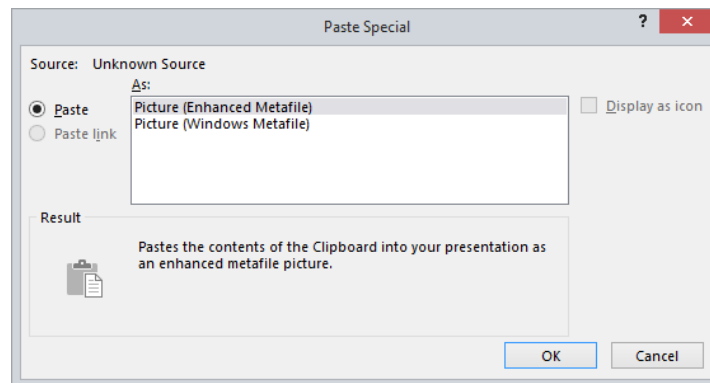 Paste Special
?
Source: Unknown Source
As:
Paste
Paste link
Picture (Enhanced Metafile)
Picture (Windows Metafile)
Display as icon
Result
Pastes the contents of the Clipboard into your presentation as
an enhanced metafile picture.
OK
Cancel